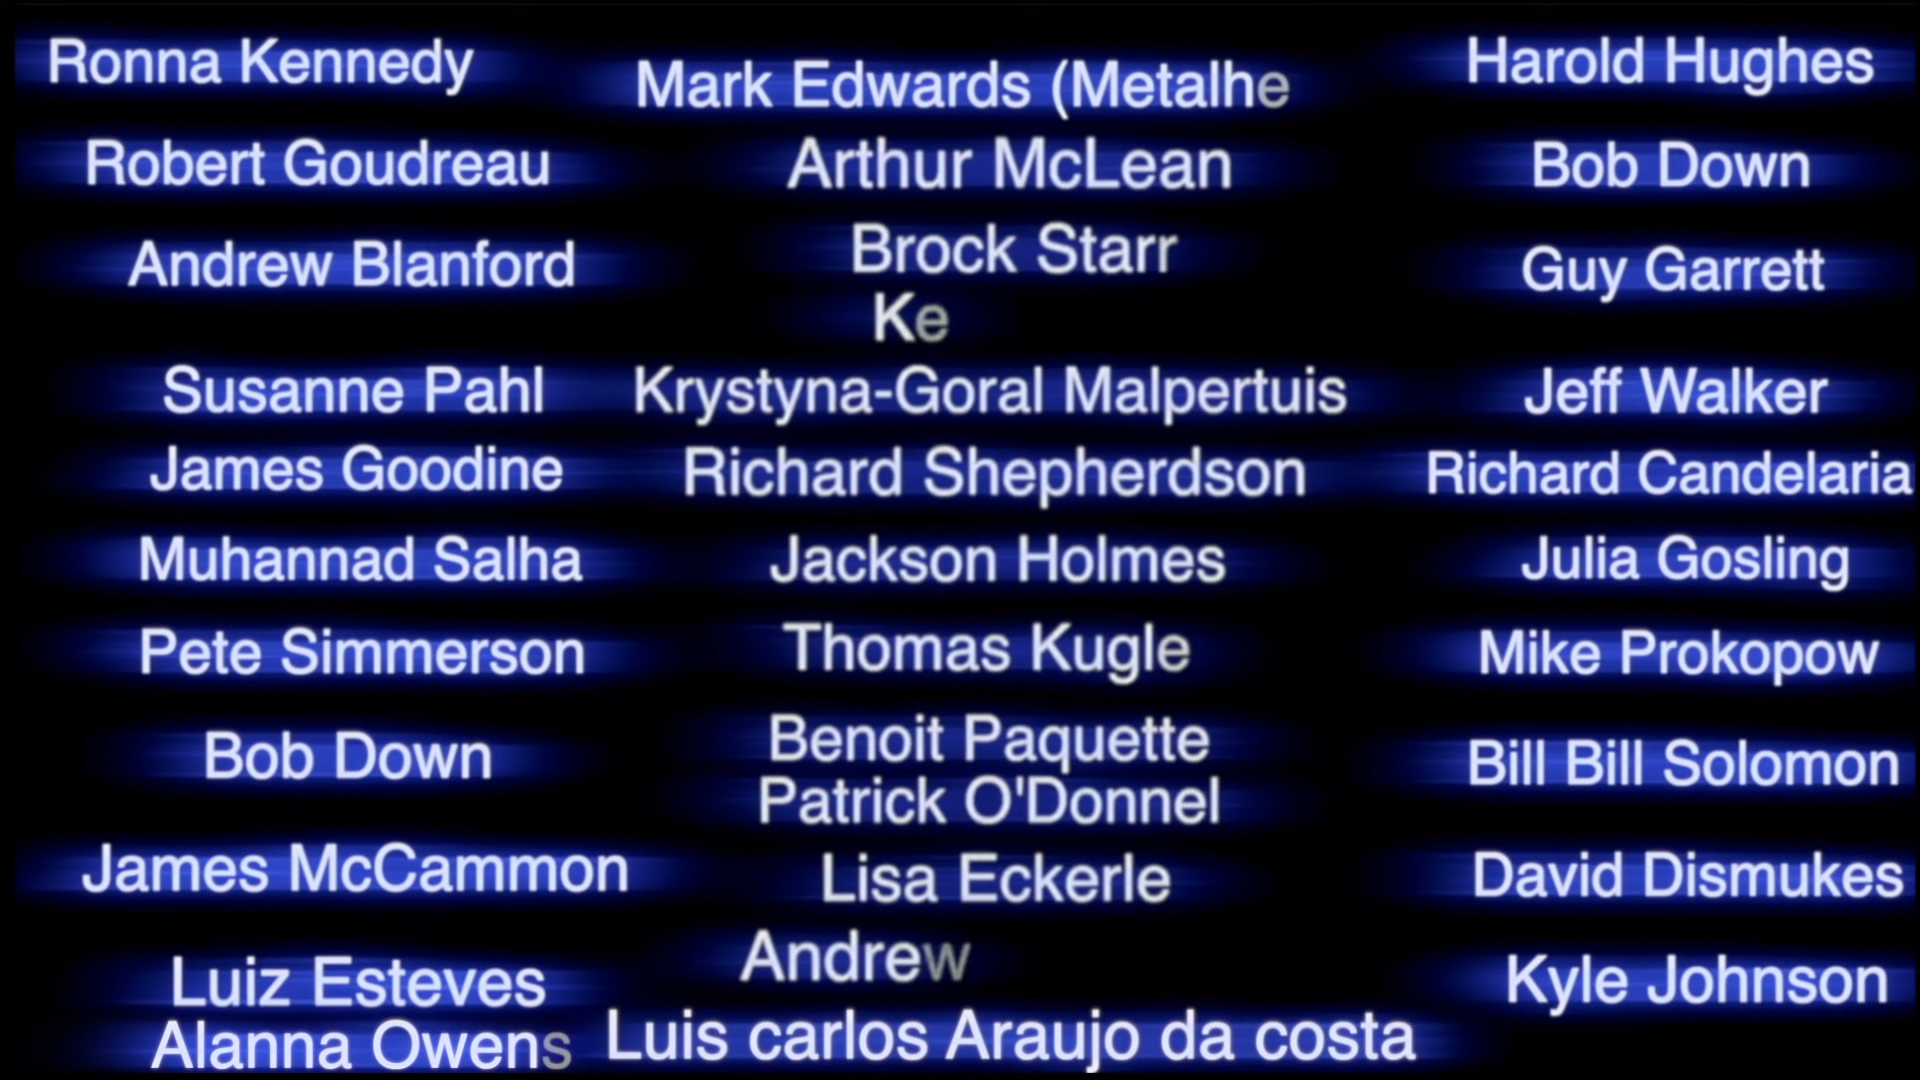 Ronna Kennedy
Robert Goudreau
Andrew Blanford
Susanne Pahl
James Goodine
Muhannad Salha
Pete Simmerson
Bob Down
James McCammon
Luiz Esteves
Alanna Owens
Mark Edwards (Metalhe
Arthur McLean
Brock Starr
Ke
Krystyna-Goral Malpertuis
Richard Shepherdson
Jackson Holmes
Thomas Kugle
Benoit Paquette
Patrick O'Donnel
Lisa Eckerle
Andrew
Luis carlos Araujo da costa
Harold Hughes
Bob Down
Guy Garrett
Jeff Walker
Richard Candelaria
Julia Gosling
Mike Prokopow
Bill Bill Solomon
David Dismukes
Kyle Johnson